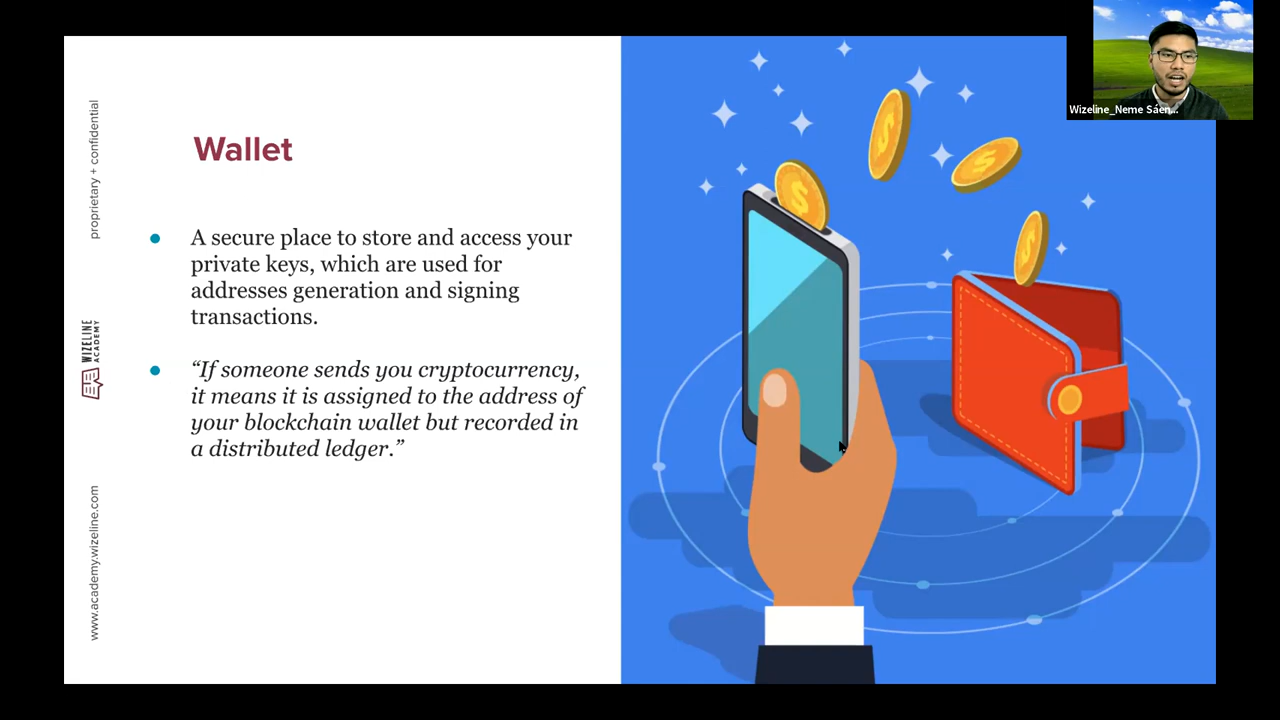 Wallet
A secure place to store and access your
private keys, which are used for
addresses generation and signing
transactions.
“If someone sends you cryptocurrency,
it means it is assigned to the address of
your blockchain wallet but recorded in
a distributed ledger.”
proprietary + confidential
WIZELINE
ACADEMY
www.academy.wizeline.com
Wizeline_Neme Sáen...
$
$
$
$